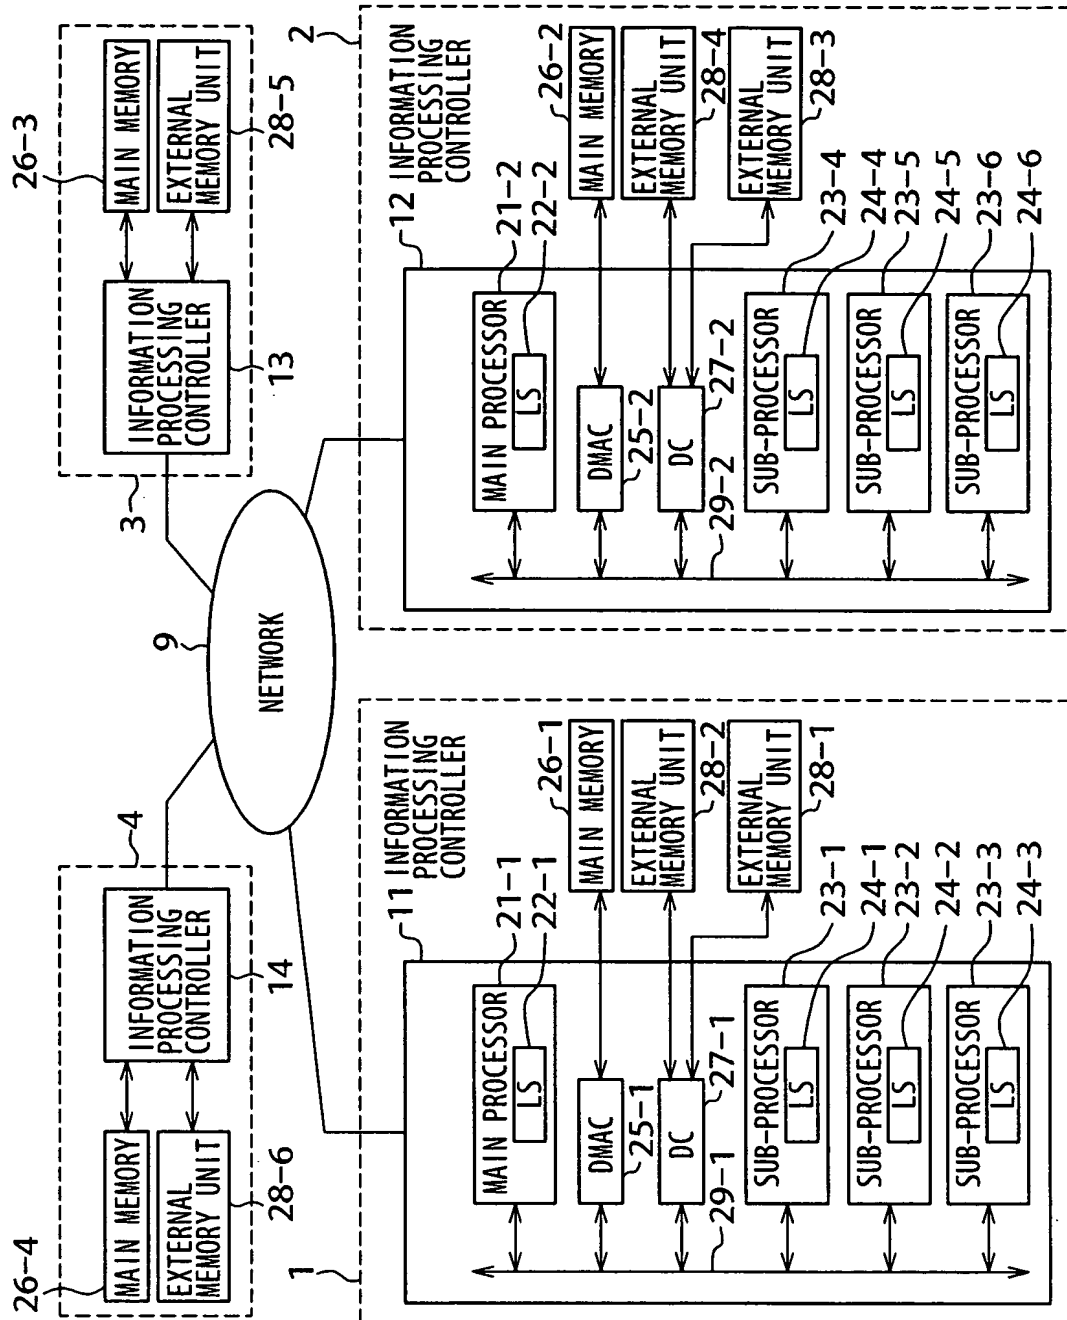 26-4
MAIN MEMORY
EXTERNAL
MEMORY UNIT
28-6
INFORMATION
PROCESSING
CONTROLLER
14
4
9
NETWORK
3
INFORMATION
PROCESSING
CONTROLLER
13
26-3
MAIN MEMORY
EXTERNAL
MEMORY UNIT
28-5
1
11
INFORMATION
PROCESSING
CONTROLLER
MAIN PROCESSOR
LS
21-1
22-1
DMAC
25-1
MAIN MEMORY
26-1
EXTERNAL
MEMORY UNIT
28-2
DC
27-1
EXTERNAL
MEMORY UNIT
28-1
29-1
SUB-PROCESSOR
LS
23-1
24-1
SUB-PROCESSOR
LS
23-2
24-2
SUB-PROCESSOR
LS
23-3
24-3
2
12
INFORMATION
PROCESSING
CONTROLLER
MAIN PROCESSOR
LS
21-2
22-2
DMAC
25-2
MAIN MEMORY
26-2
EXTERNAL
MEMORY UNIT
28-4
DC
27-2
EXTERNAL
MEMORY UNIT
28-3
29-2
SUB-PROCESSOR
LS
23-4
24-4
SUB-PROCESSOR
LS
23-5
24-5
SUB-PROCESSOR
LS
23-6
24-6